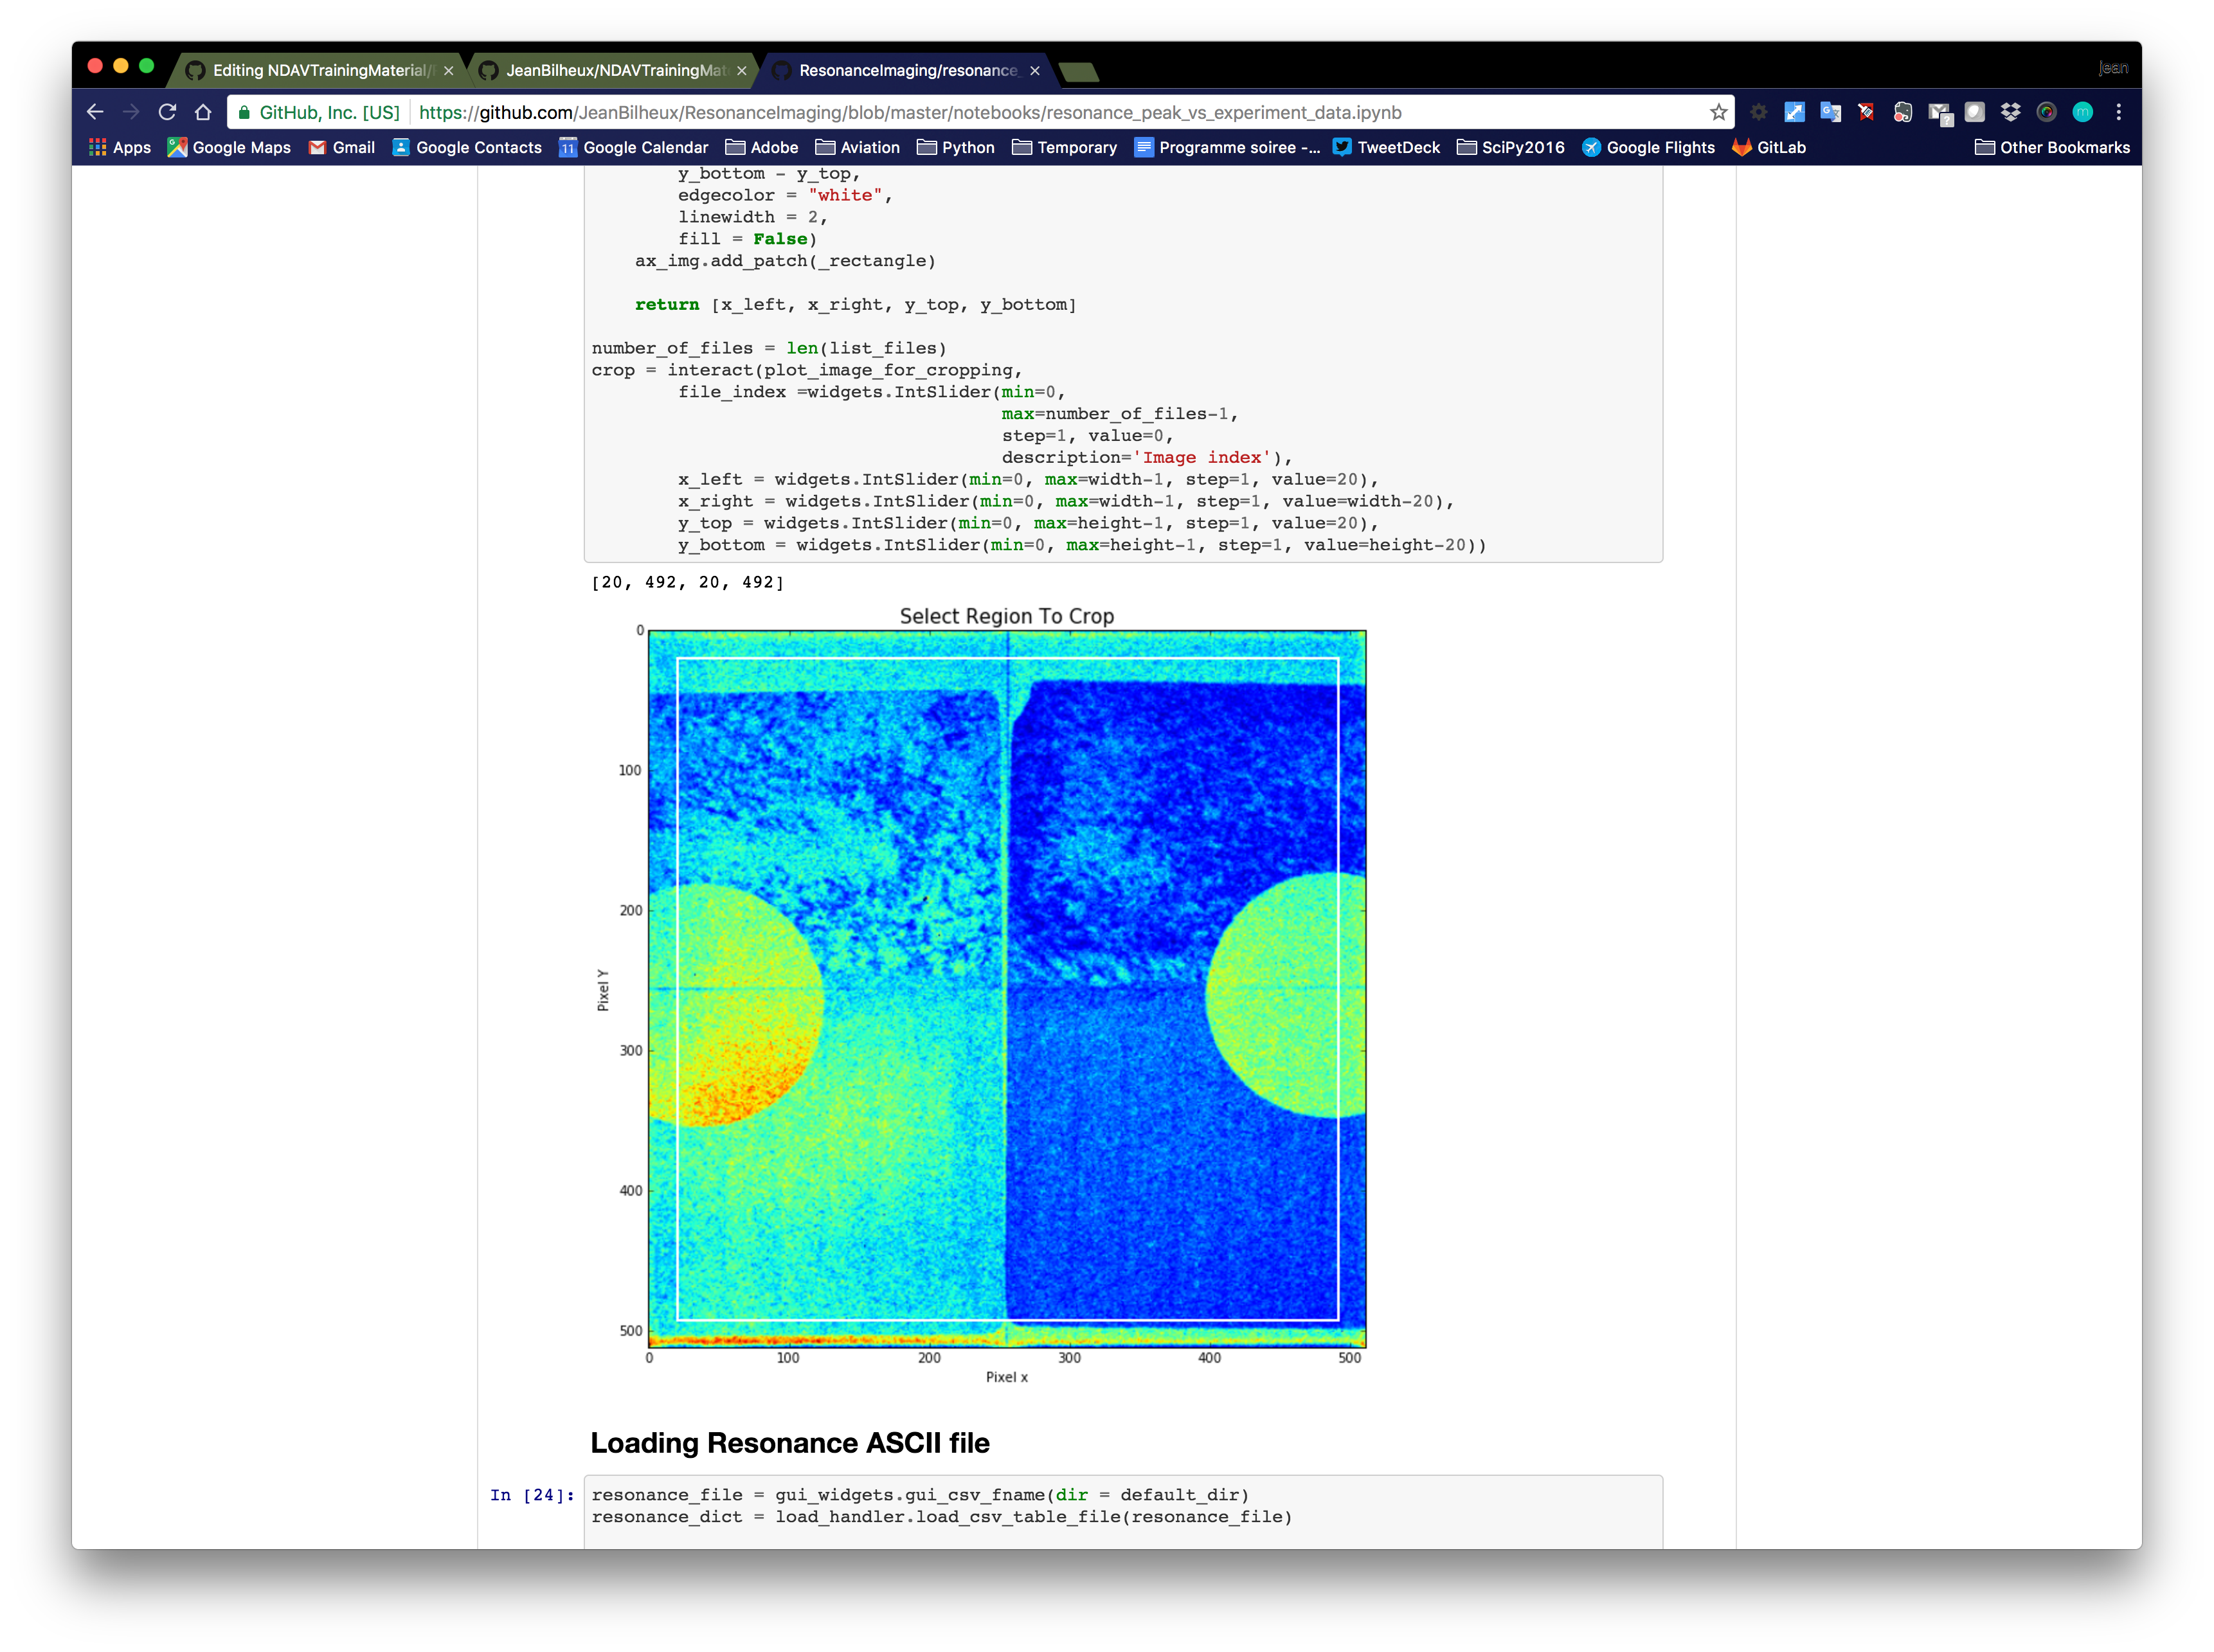 Editing NDAVTrainingMaterial/
JeanBilheux/NDAVTrainingMat
ResonanceImaging/resonance_
jean
GitHub, Inc. [US]
https://github.com/JeanBilheux/ResonanceImaging/blob/master/notebooks/resonance_peak_vs_experiment_data.ipynb
Apps
Google Maps
Gmail
Google Contacts
11
Google Calendar
Adobe
Aviation
Python
Temporary
Programme soiree -...
TweetDeck
SciPy2016
Google Flights
GitLab
Other Bookmarks
y_bottom - y_top,
edgecolor = "white",
linewidth = 2,
fill = False)
ax_img.add_patch(_rectangle)
return [x_left, x_right, y_top, y_bottom]
number_of_files = len(list_files)
crop = interact(plot_image_for_cropping,
file_index =widgets.IntSlider(min=0,
max=number_of_files-1,
step=1, value=0,
description='Image index'),
x_left = widgets.IntSlider(min=0, max=width-1, step=1, value=20),
x_right = widgets.IntSlider(min=0, max=width-1, step=1, value=width-20),
y_top = widgets.IntSlider(min=0, max=height-1, step=1, value=20),
y_bottom = widgets.IntSlider(min=0, max=height-1, step=1, value=height-20))
[20, 492, 20, 492]
Select Region To Crop
0
100
200
Pixel Y
300
400
500
0 100 200 300 400 500
Pixel x
Loading Resonance ASCII file
In [24]:
resonance_file = gui_widgets.gui_csv_fname(dir = default_dir)
resonance_dict = load_handler.load_csv_table_file(resonance_file)